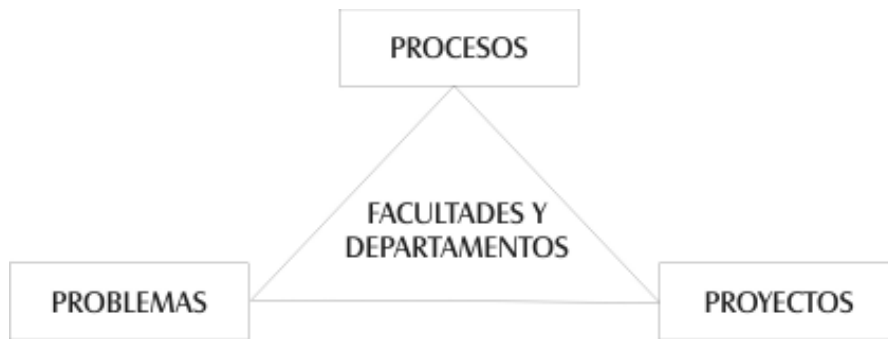 PROCESOS
FACULTADES Y
DEPARTAMENTOS
PROBLEMAS
PROYECTOS